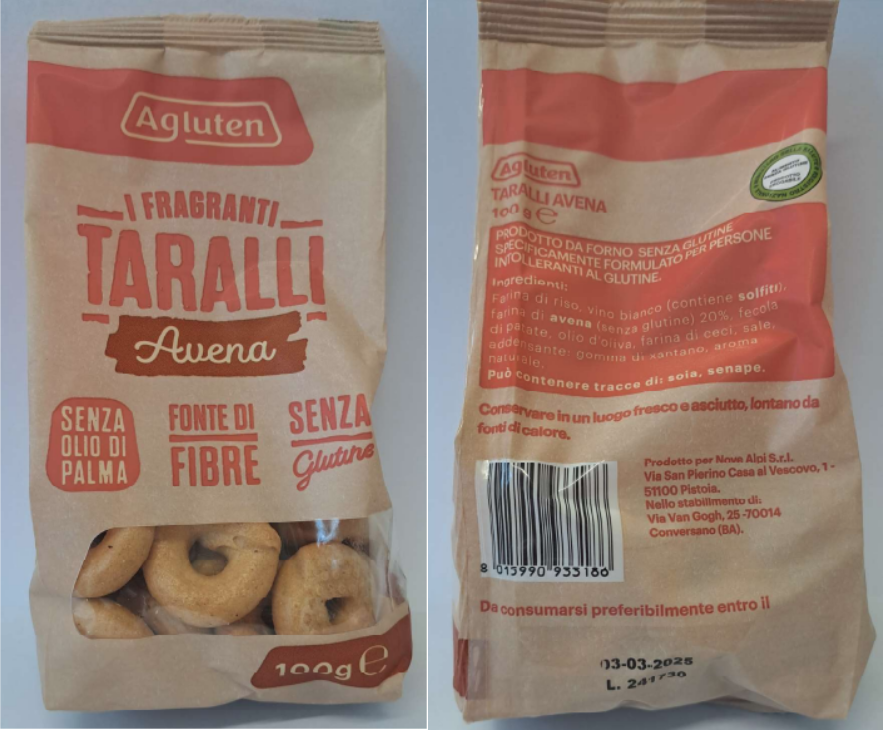 Agluten
I FRAGRANTI
TARALLI
Avena
SENZA
OLIO DI
PALMA
FONTE DI
FIBRE
SENZA
Glutine
100g e
Agluten
TARALLI AVENA
100 g e
PRODOTTO DA FORNO SENZA GLUTINE
SPECIFICAMENTE FORMULATO PER PERSONE
INTOLLERANTI AL GLUTINE.
Ingredienti:
Farina di riso, vino bianco (contiene solfiti),
farina di avena (senza glutine) 20%, fecola
di patate, olio d'oliva, farina di ceci, sale,
addensante: gomma di xantano, aroma
naturale.
Può contenere tracce di: soia, senape.
Conservare in un luogo fresco e asciutto, lontano da
fonti di calore.
Prodotto per Nove Alpi S.r.l.
Via San Pierino Casa al Vescovo, 1 -
51100 Pistoia.
Nello stabilimento di:
Via Van Gogh, 25 -70014
Conversano (BA).
8 015990 933186
Da consumarsi preferibilmente entro il
03-03-2025
L. 241730